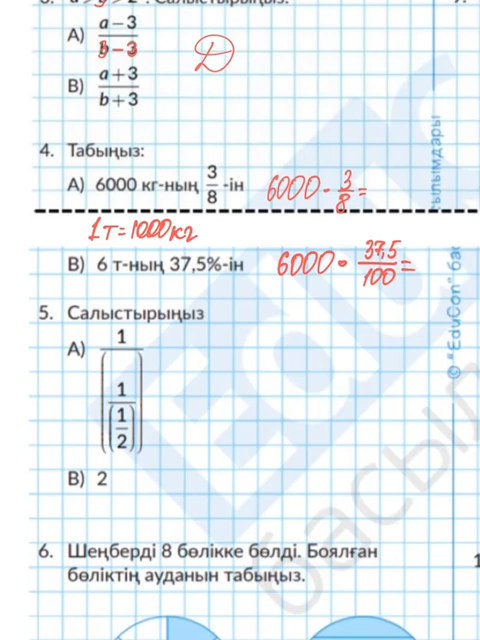 A) a − 3 / b − 3
D
B) a + 3 / b + 3
4. Табыңыз:
A) 6000 кг-ның 3/8 -ін 6000 · 3/8 =
1т = 1000кг
B) 6 т-ның 37,5%-ін 6000 · 37,5/100 =
© "EduCon" бас
5. Салыстырыңыз
A) 1/(1/(1/2))
B) 2
6. Шеңберді 8 бөлікке бөлді. Боялған
бөліктің ауданын табыңыз.